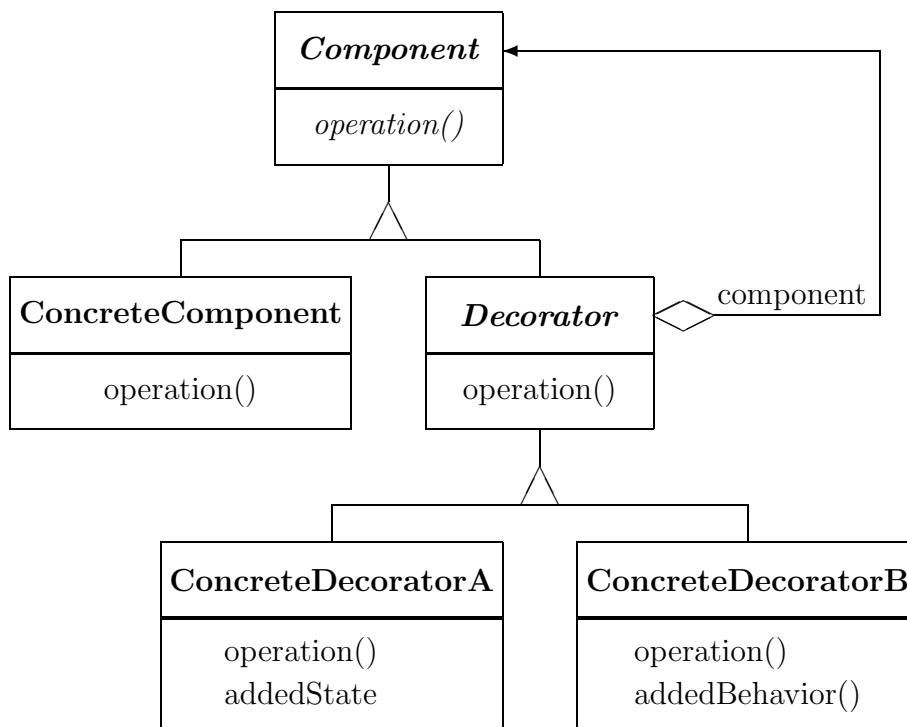 Component
operation()
ConcreteComponent
operation()
Decorator
operation()
component
ConcreteDecoratorA
operation()
addedState
ConcreteDecoratorB
operation()
addedBehavior()